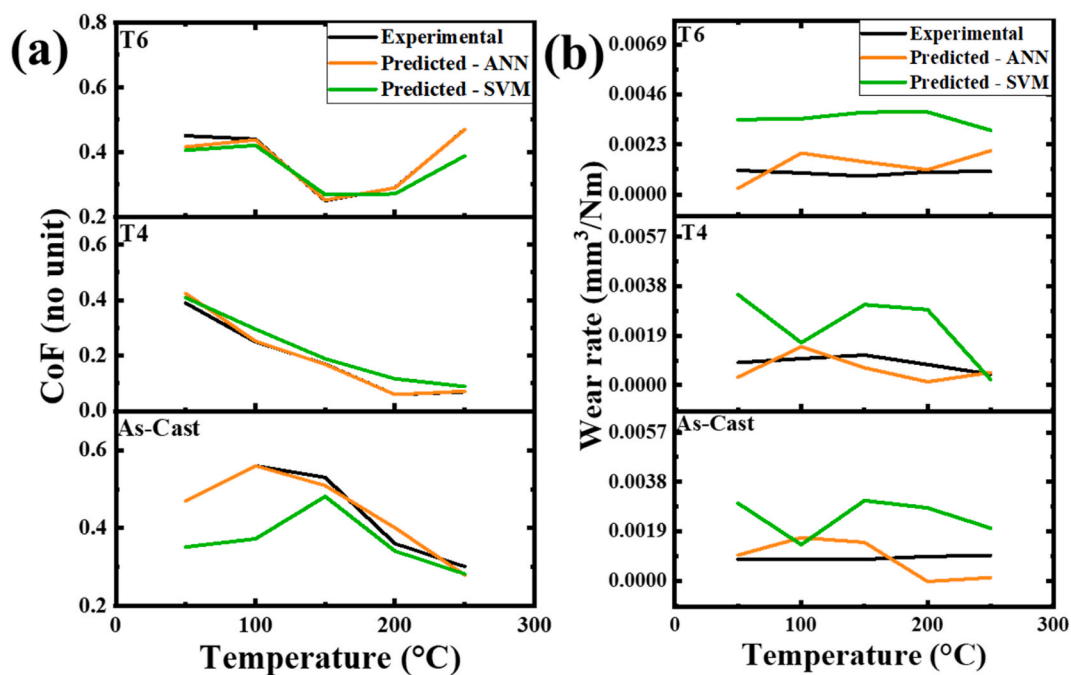 (a)
T6
Experimental
Predicted - ANN
Predicted - SVM
0.8
0.6
0.4
0.2
T4
0.6
0.4
0.2
0.0
As-Cast
0.6
0.4
0.2
CoF (no unit)
0
100
200
300
Temperature (°C)
(b)
T6
Experimental
Predicted - ANN
Predicted - SVM
0.0069
0.0046
0.0023
0.0000
T4
0.0057
0.0038
0.0019
0.0000
As-Cast
0.0057
0.0038
0.0019
0.0000
Wear rate (mm³/Nm)
0
100
200
300
Temperature (°C)